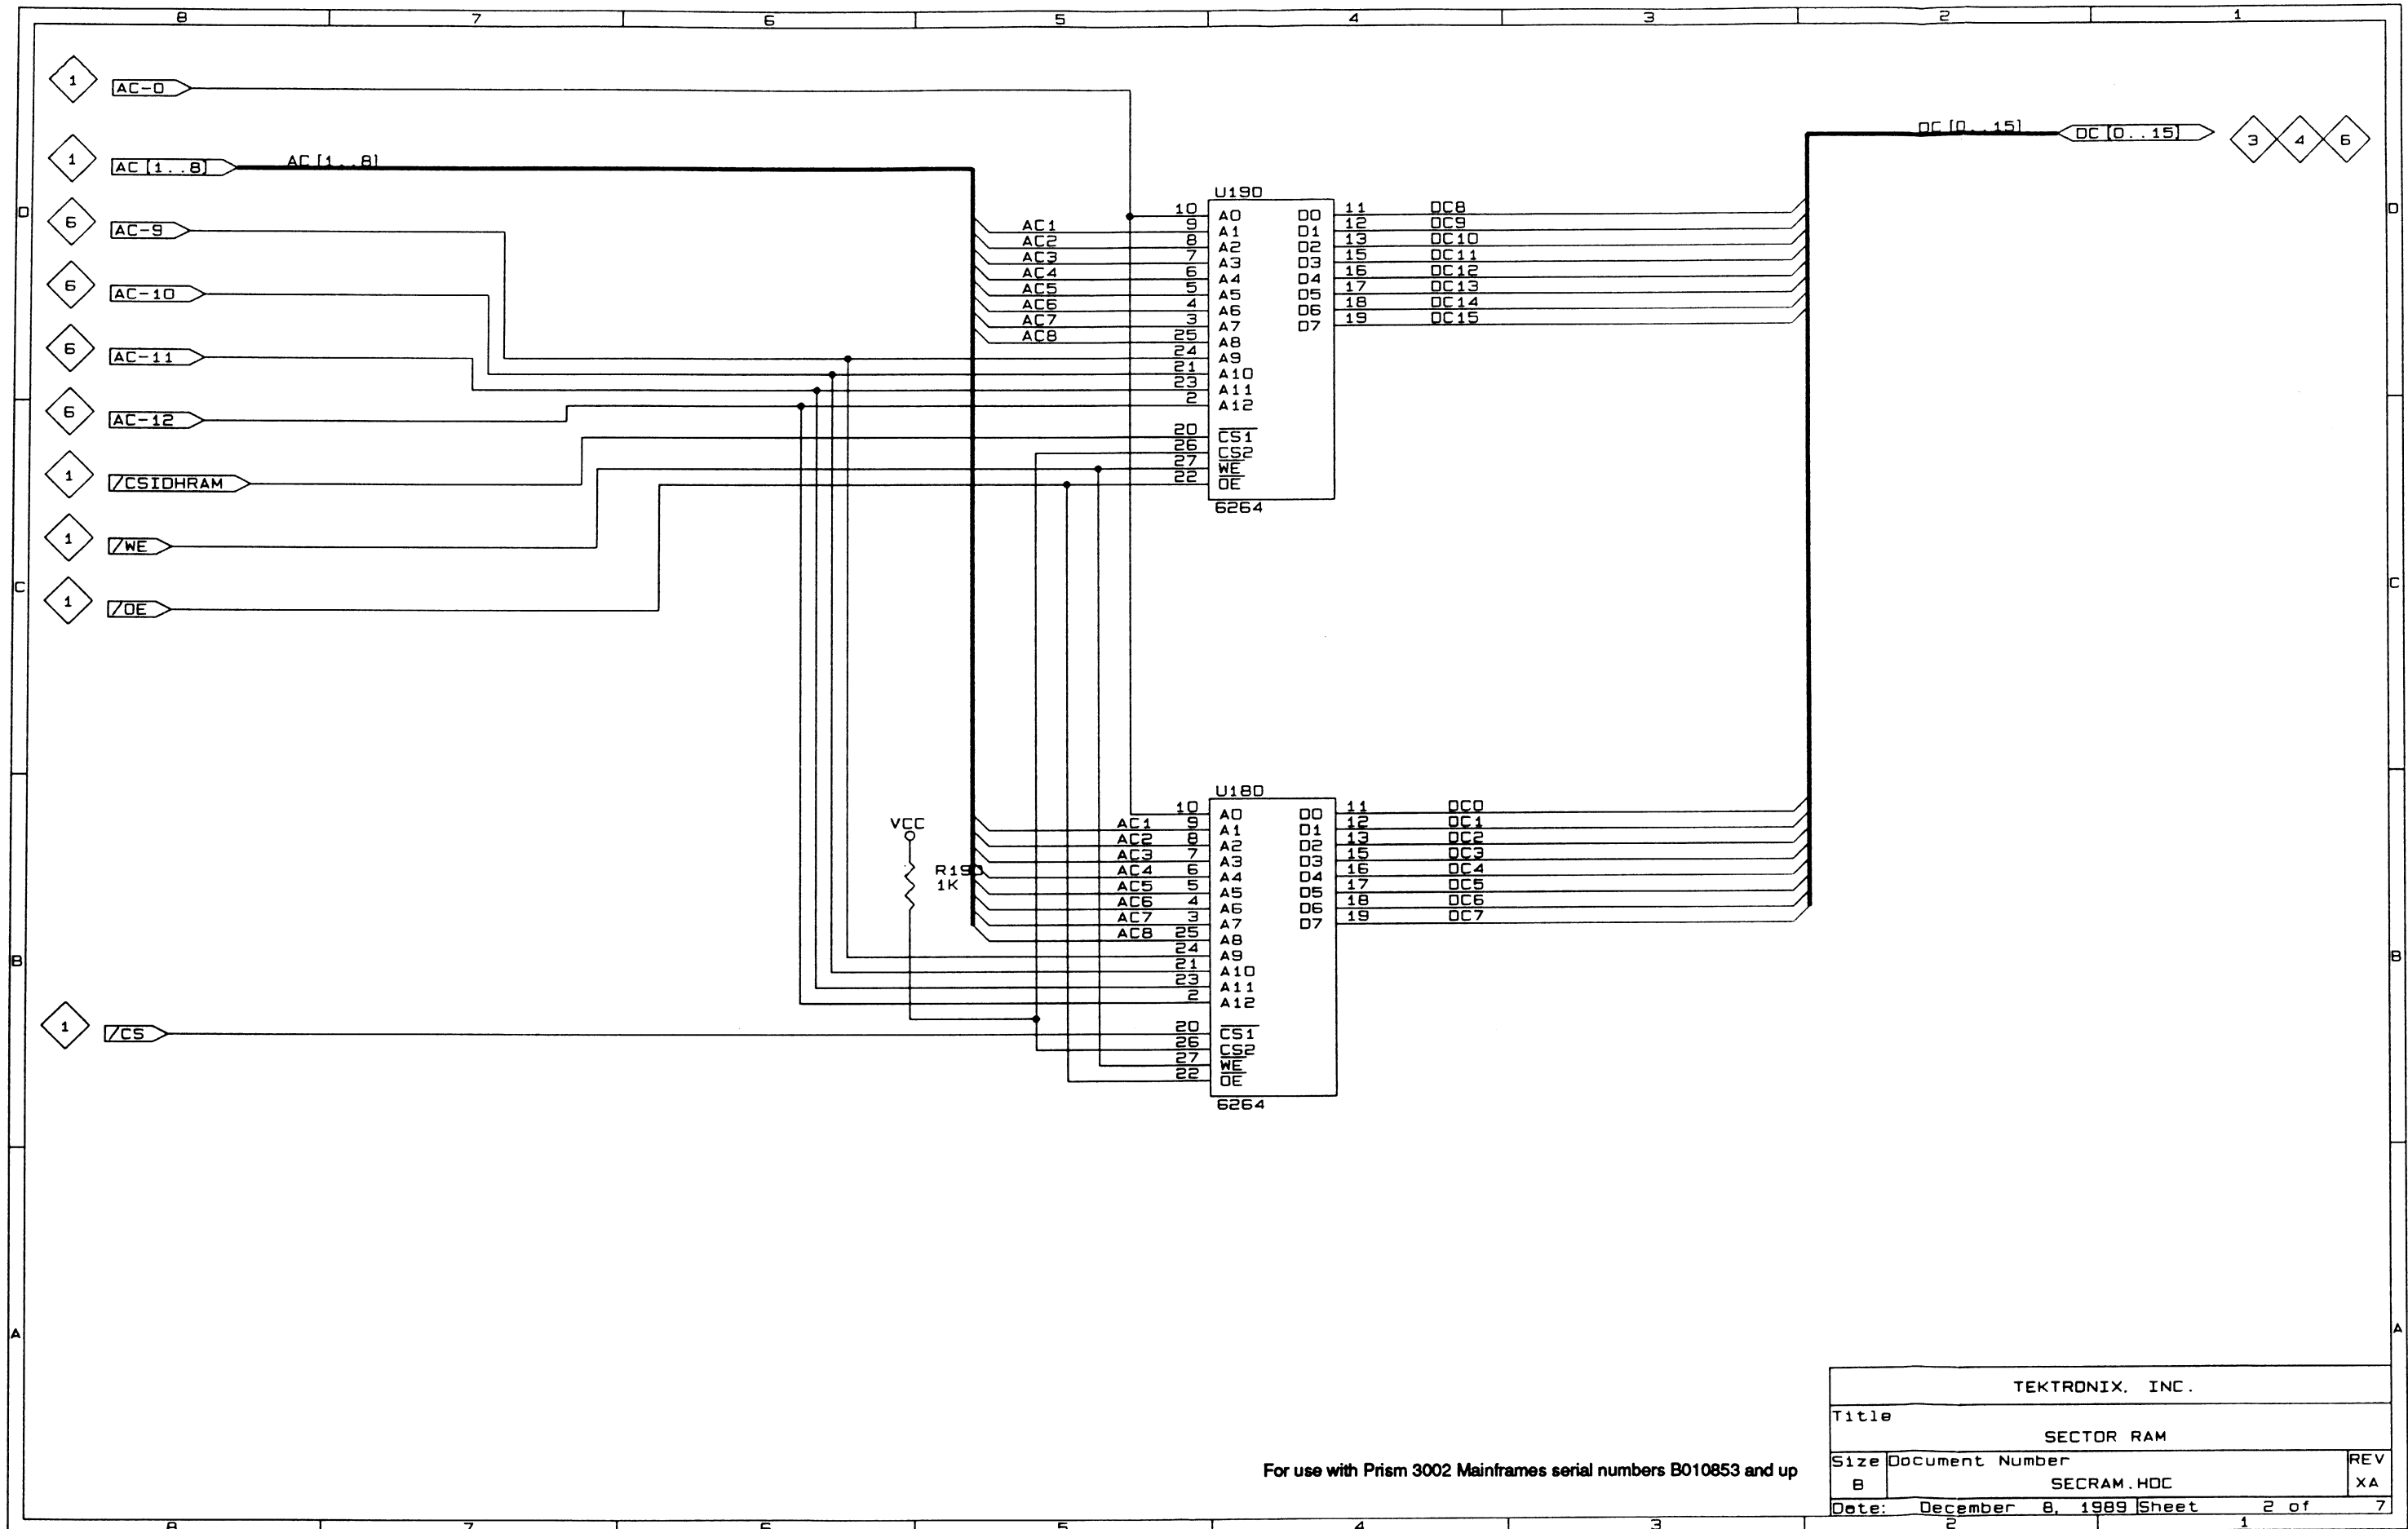 8 7 6 5 4 3 2 1
1 AC-0
1 AC[1..8] AC[1..8]
DC[0..15] DC[0..15] 3 4 6
D D
6 AC-9
6 AC-10
6 AC-11
6 AC-12
1 /CSIDHRAM
1 /WE
1 /OE
C C
U190
10 A0 D0 11 DC8
AC1 9 A1 D1 12 DC9
AC2 8 A2 D2 13 DC10
AC3 7 A3 D3 15 DC11
AC4 6 A4 D4 16 DC12
AC5 5 A5 D5 17 DC13
AC6 4 A6 D6 18 DC14
AC7 3 A7 D7 19 DC15
AC8 25 A8
24 A9
21 A10
23 A11
2 A12
20 CS1
26 CS2
27 WE
22 OE
6264
VCC
R190
1K
U180
10 A0 D0 11 DC0
AC1 9 A1 D1 12 DC1
AC2 8 A2 D2 13 DC2
AC3 7 A3 D3 15 DC3
AC4 6 A4 D4 16 DC4
AC5 5 A5 D5 17 DC5
AC6 4 A6 D6 18 DC6
AC7 3 A7 D7 19 DC7
AC8 25 A8
24 A9
21 A10
23 A11
2 A12
B B
1 /CS
20 CS1
26 CS2
27 WE
22 OE
6264
A A
For use with Prism 3002 Mainframes serial numbers B010853 and up
TEKTRONIX, INC.
Title
SECTOR RAM
Size Document Number REV
B SECRAM.HDC XA
Date: December 8, 1989 Sheet 2 of 7
8 7 6 5 4 3 2 1